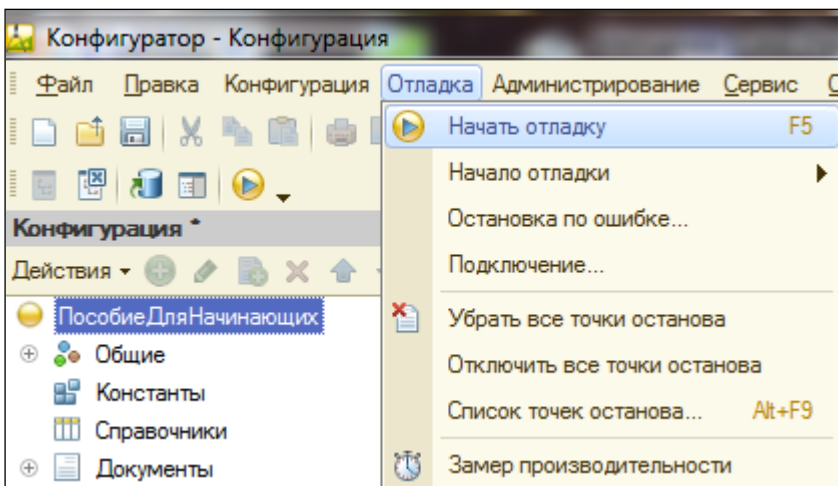 Конфигуратор - Конфигурация
Файл Правка Конфигурация Отладка Администрирование Сервис
Начать отладку F5
Начало отладки
Остановка по ошибке...
Конфигурация *
Подключение...
Действия
ПособиеДляНачинающих
Убрать все точки останова
Общие
Отключить все точки останова
Константы
Список точек останова... Alt+F9
Справочники
Документы
Замер производительности